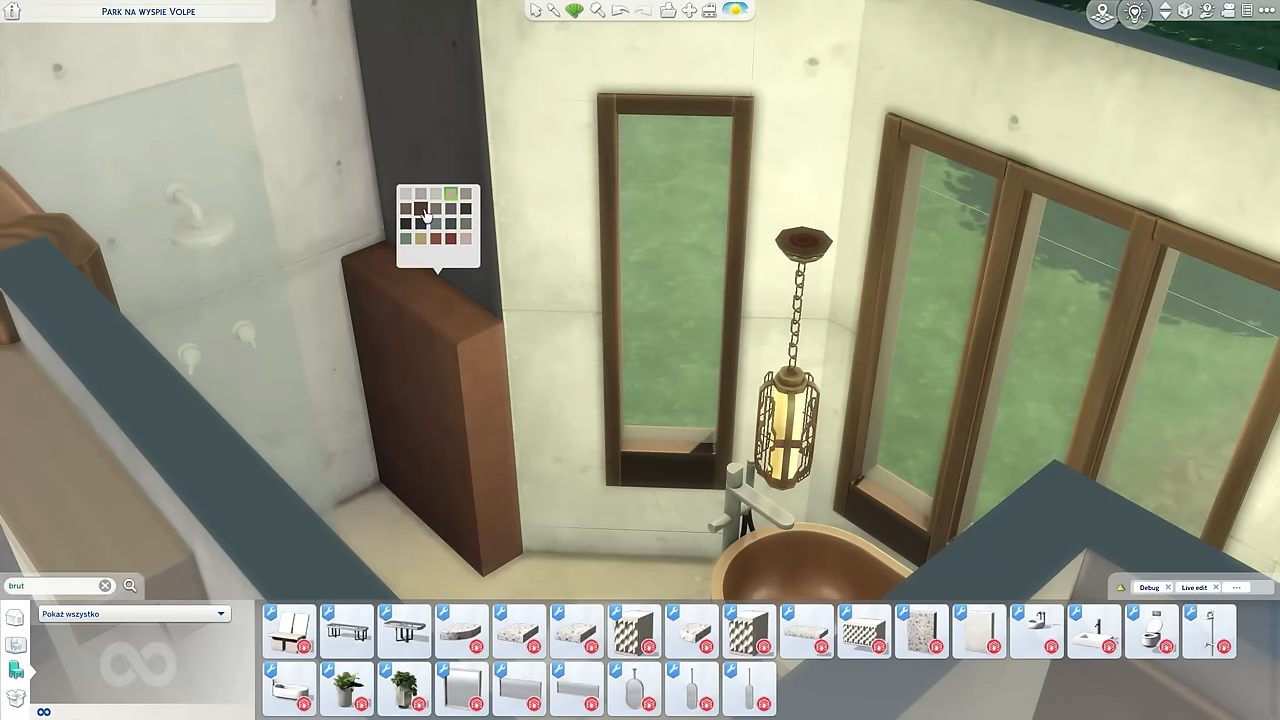 Park na wyspie Volpe
brut
Debug
Live edit
Pokaż wszystko